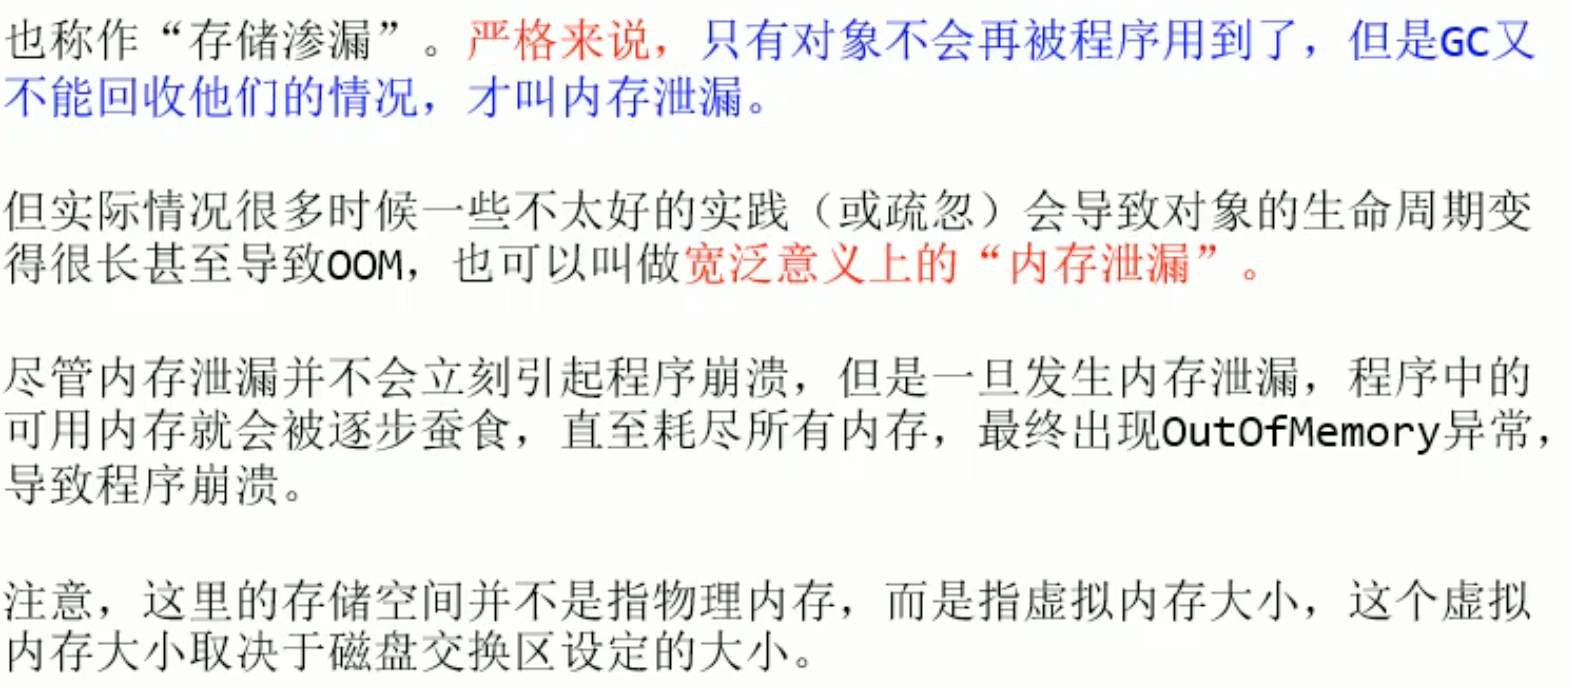 也称作“存储渗漏”。严格来说，只有对象不会再被程序用到了，但是GC又
不能回收他们的情况，才叫内存泄漏。
但实际情况很多时候一些不太好的实践（或疏忽）会导致对象的生命周期变
得很长甚至导致OOM，也可以叫做宽泛意义上的“内存泄漏”。
尽管内存泄漏并不会立刻引起程序崩溃，但是一旦发生内存泄漏，程序中的
可用内存就会被逐步蚕食，直至耗尽所有内存，最终出现OutOfMemory异常，
导致程序崩溃。
注意，这里的存储空间并不是指物理内存，而是指虚拟内存大小，这个虚拟
内存大小取决于磁盘交换区设定的大小。